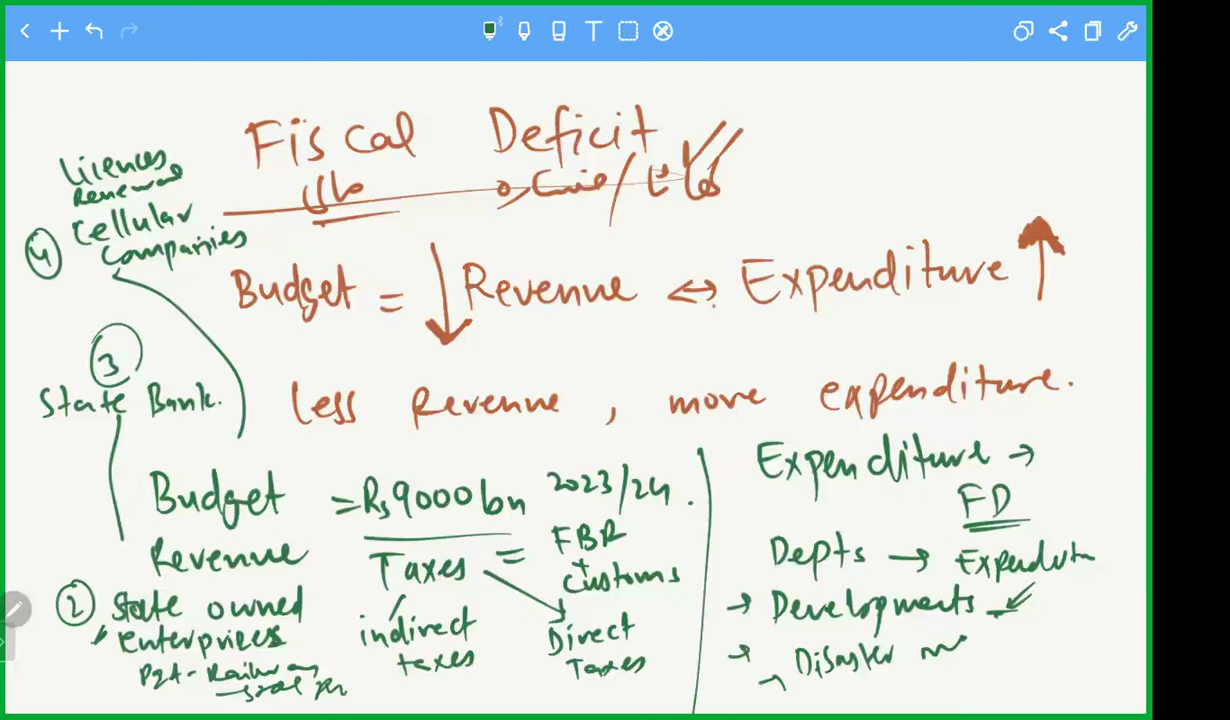 Fiscal Deficit
Licences
Renewal
Cellular
Companies
4
Budget = Revenue ↔ Expenditure
3
State Bank.
less Revenue, more expenditure.
Budget = Rs 9000 bn 2023/24.
Revenue
Taxes = FBR
+
Customs
indirect
taxes
Direct
Taxes
2 State owned
enterprises
Expenditure →
FD
Depts →
→ Developments
→ Disaster